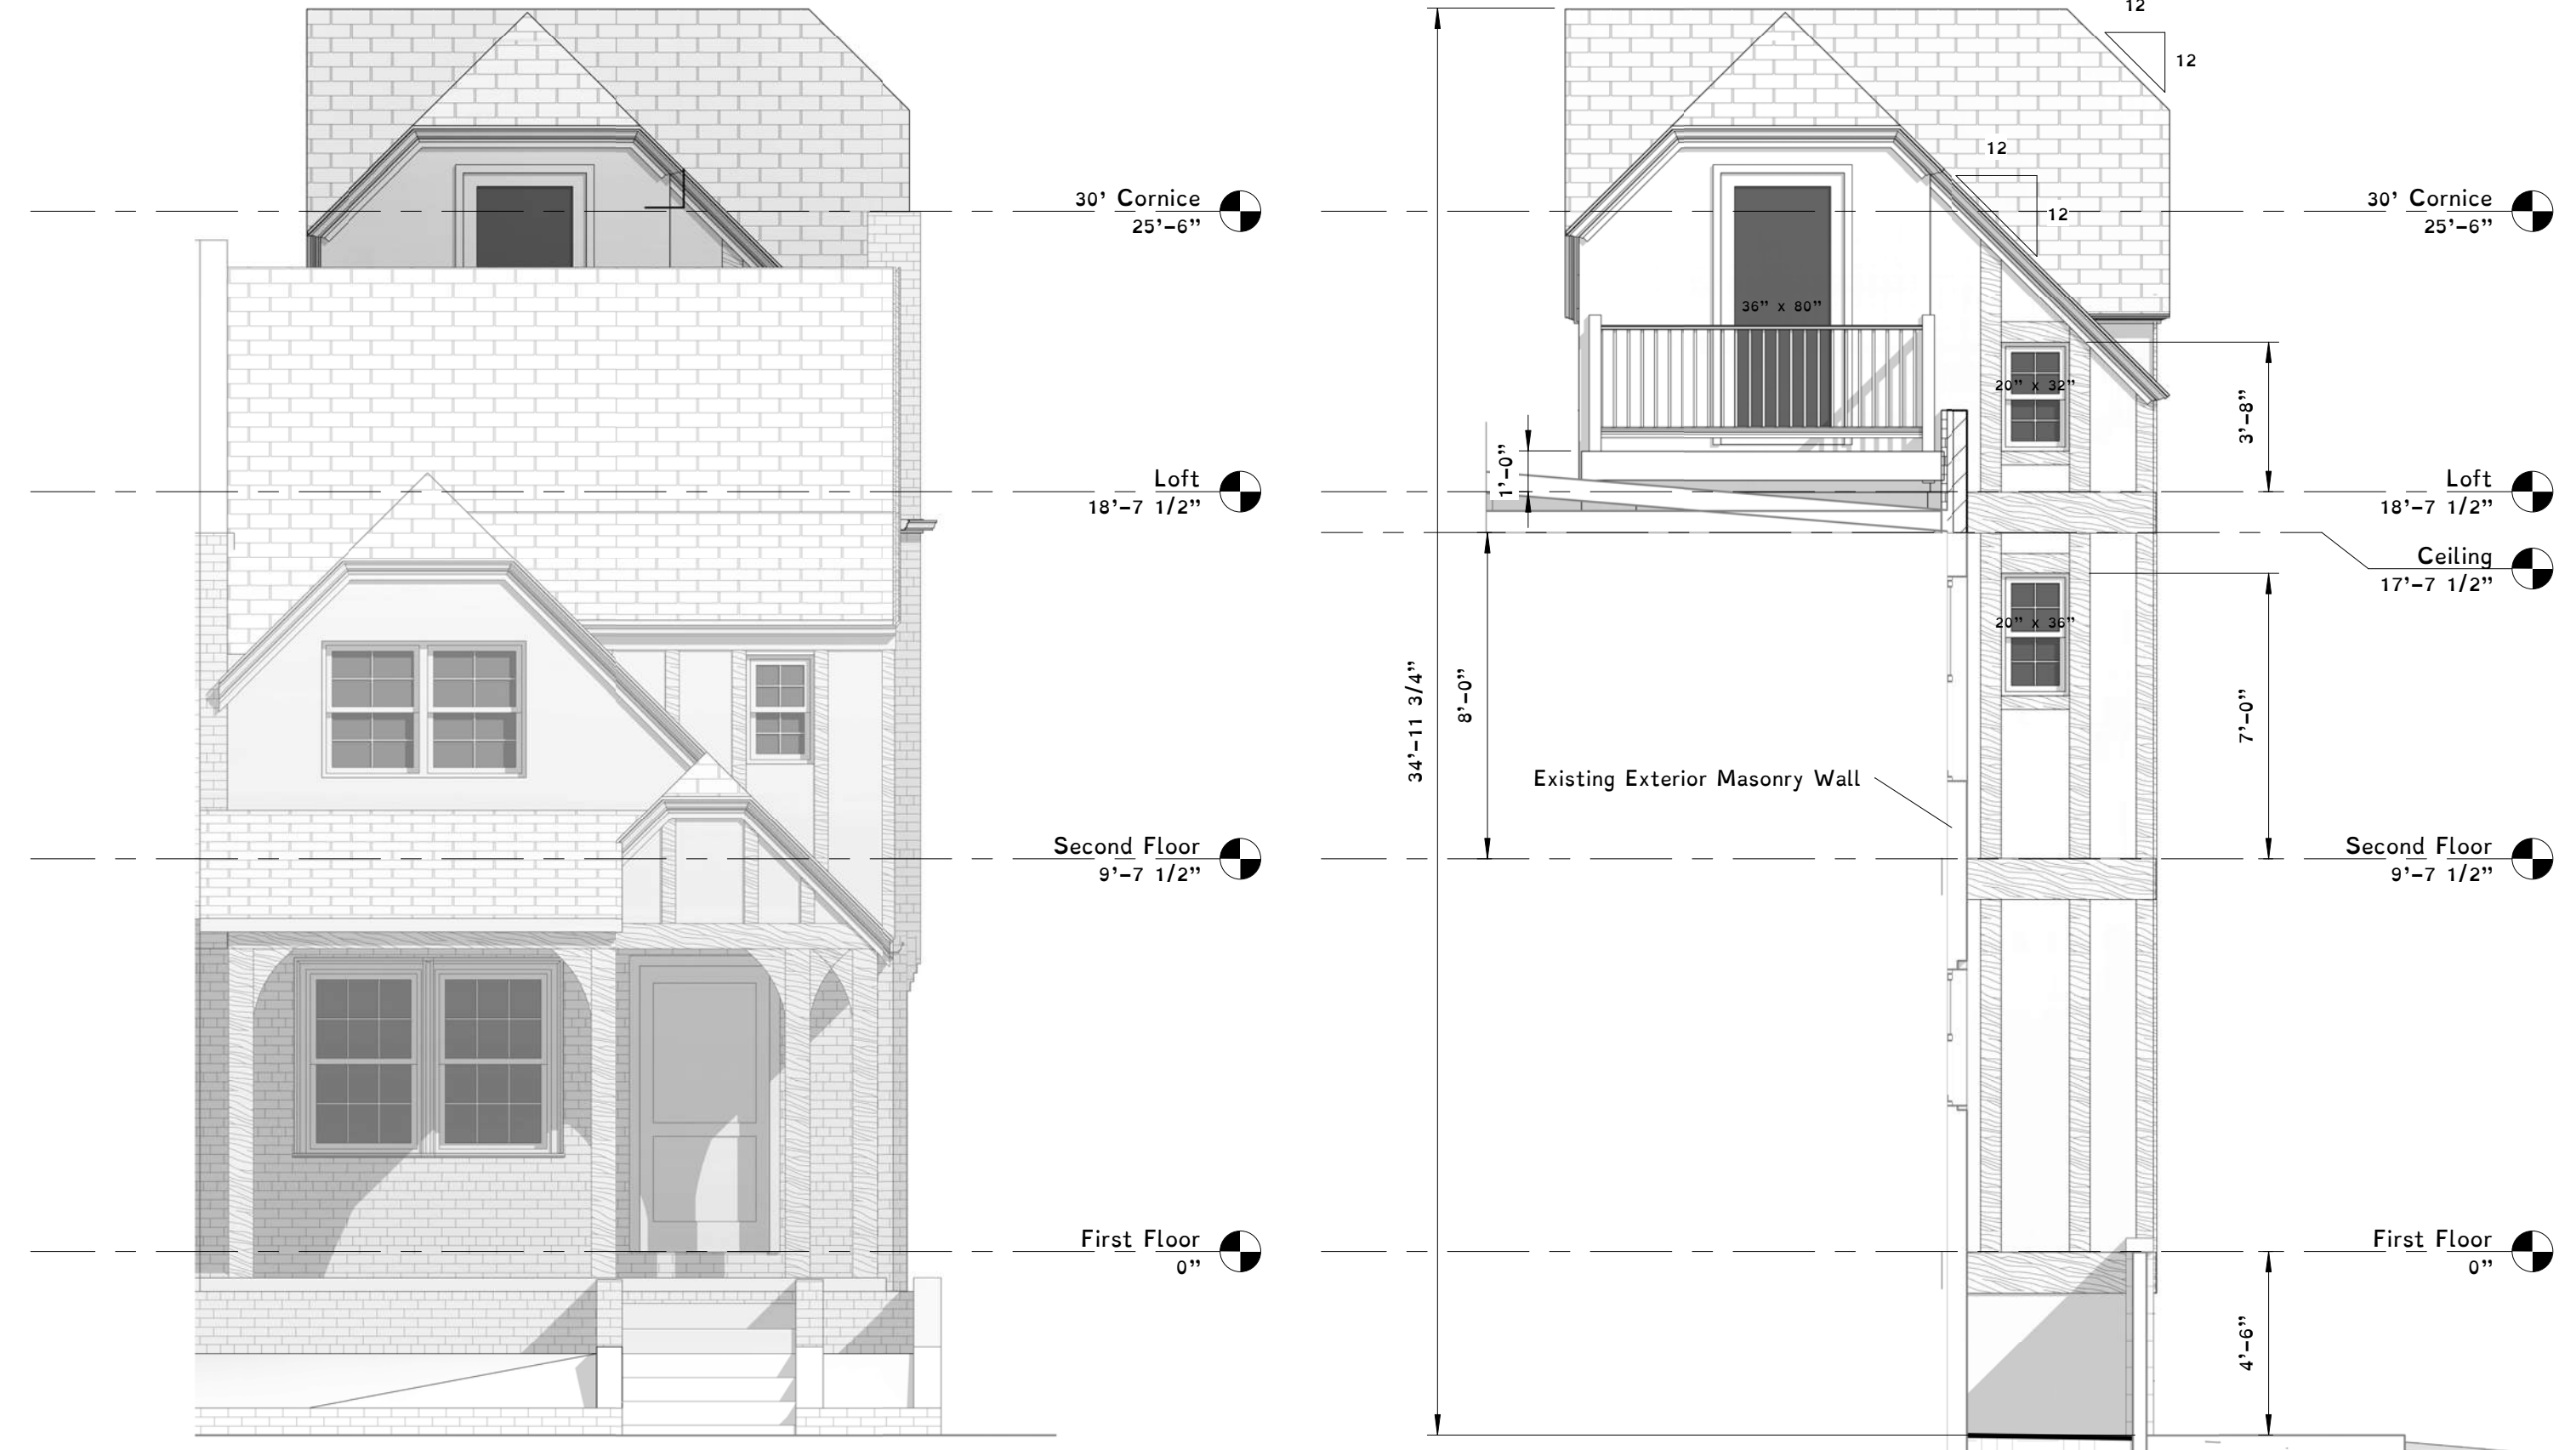 30' Cornice
25'-6"
Loft
18'-7 1/2"
Second Floor
9'-7 1/2"
First Floor
0"
12
12
12
12
30' Cornice
25'-6"
36" x 80"
20" x 32"
3'-8"
1'-0"
Loft
18'-7 1/2"
Ceiling
17'-7 1/2"
20" x 36"
34'-11 3/4"
8'-0"
7'-0"
Existing Exterior Masonry Wall
Second Floor
9'-7 1/2"
First Floor
0"
4'-6"